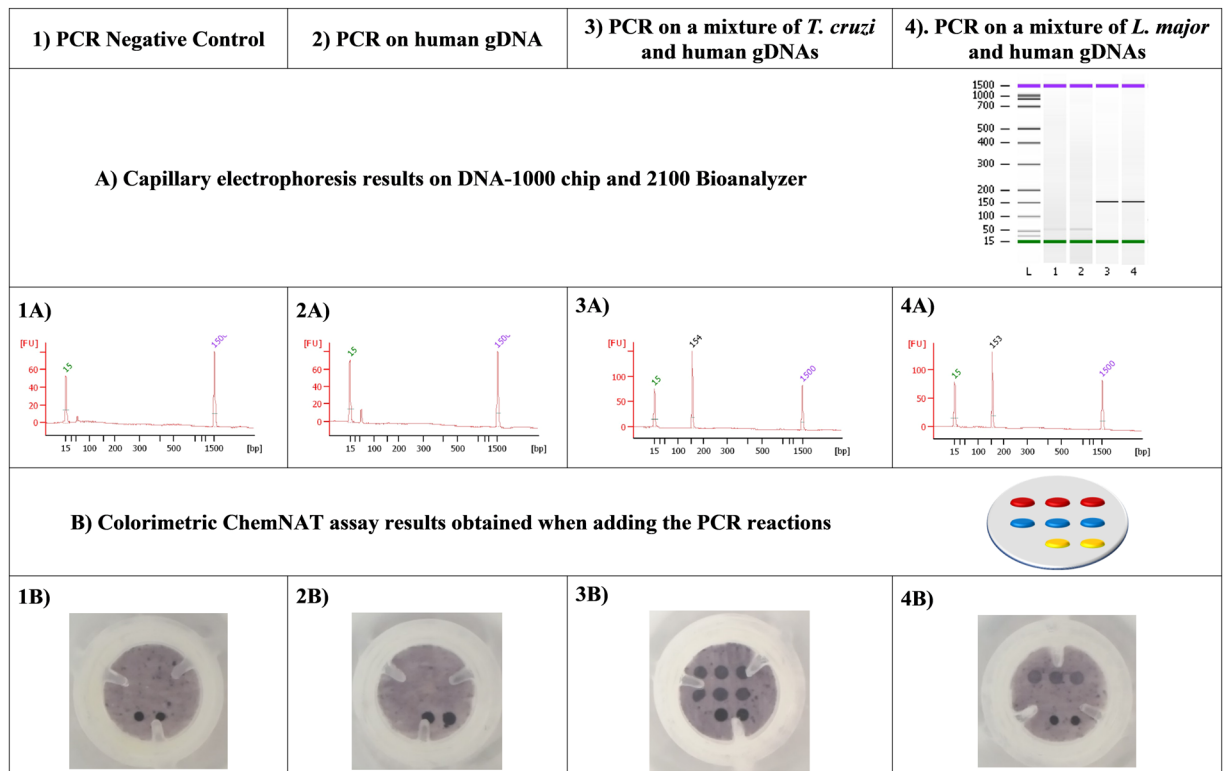 1) PCR Negative Control
2) PCR on human gDNA
3) PCR on a mixture of T. cruzi
and human gDNAs
4). PCR on a mixture of L. major
and human gDNAs
A) Capillary electrophoresis results on DNA-1000 chip and 2100 Bioanalyzer
1500
1000
700
500
400
300
200
150
100
50
15
L 1 2 3 4
1A)
[FU]
60
40
20
0
15
1500
15 100 200 300 500 1500 [bp]
2A)
[FU]
60
40
20
0
15
1500
15 100 200 300 500 1500 [bp]
3A)
[FU]
100
50
0
15
154
1500
15 100 200 300 500 1500 [bp]
4A)
[FU]
100
50
0
15
153
1500
15 100 200 300 500 1500 [bp]
B) Colorimetric ChemNAT assay results obtained when adding the PCR reactions
1B)
2B)
3B)
4B)